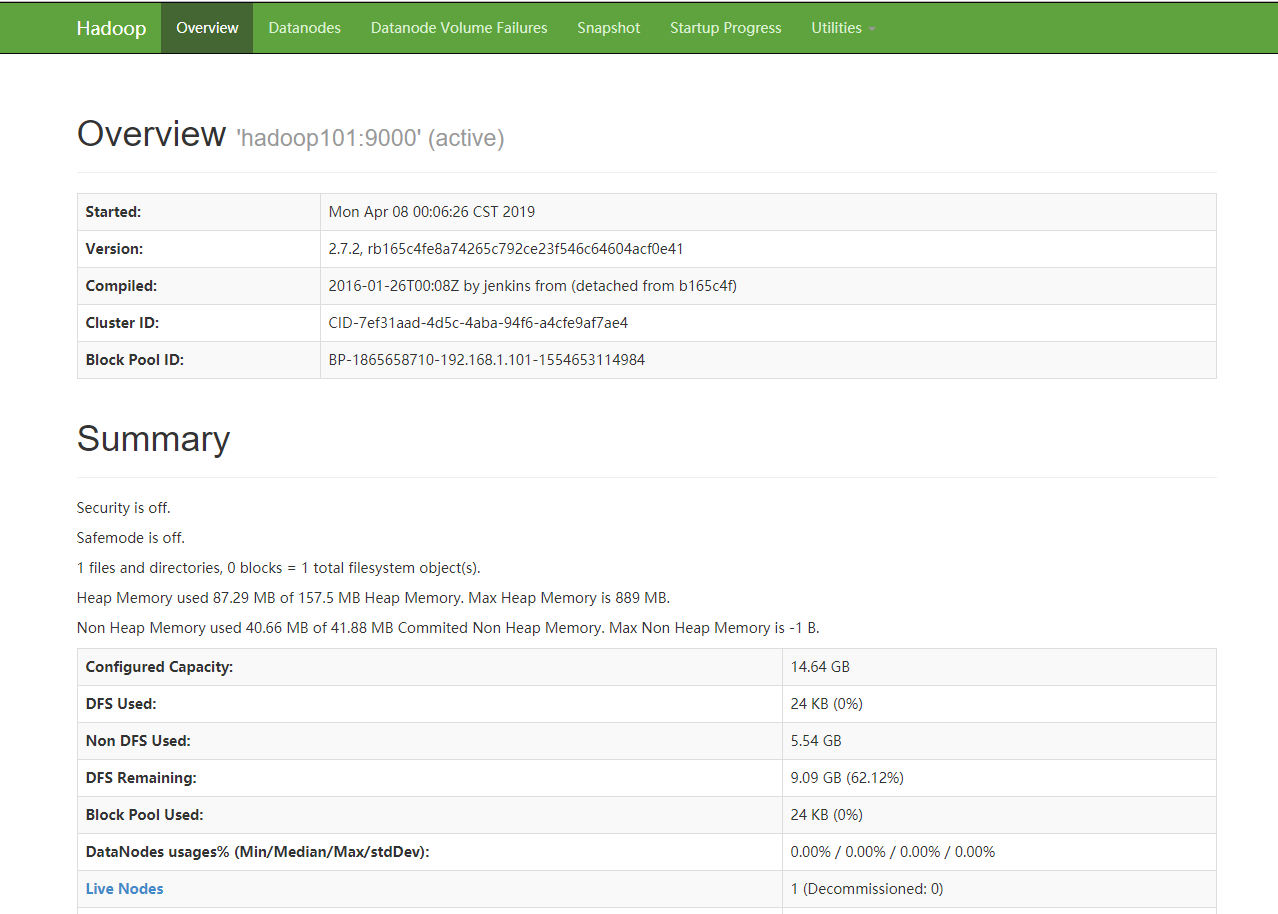 Hadoop Overview Datanodes Datanode Volume Failures Snapshot Startup Progress Utilities
Overview 'hadoop101:9000' (active)
Started: Mon Apr 08 00:06:26 CST 2019
Version: 2.7.2, rb165c4fe8a74265c792ce23f546c64604acf0e41
Compiled: 2016-01-26T00:08Z by jenkins from (detached from b165c4f)
Cluster ID: CID-7ef31aad-4d5c-4aba-94f6-a4cfe9af7ae4
Block Pool ID: BP-1865658710-192.168.1.101-1554653114984
Summary
Security is off.
Safemode is off.
1 files and directories, 0 blocks = 1 total filesystem object(s).
Heap Memory used 87.29 MB of 157.5 MB Heap Memory. Max Heap Memory is 889 MB.
Non Heap Memory used 40.66 MB of 41.88 MB Commited Non Heap Memory. Max Non Heap Memory is -1 B.
Configured Capacity: 14.64 GB
DFS Used: 24 KB (0%)
Non DFS Used: 5.54 GB
DFS Remaining: 9.09 GB (62.12%)
Block Pool Used: 24 KB (0%)
DataNodes usages% (Min/Median/Max/stdDev): 0.00% / 0.00% / 0.00% / 0.00%
Live Nodes 1 (Decommissioned: 0)